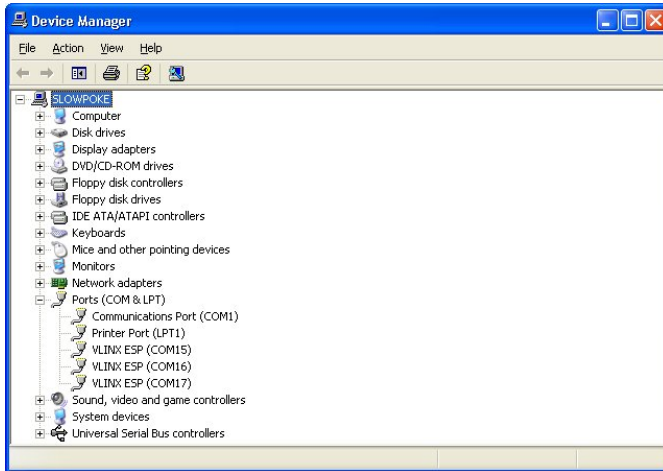 Device Manager
File Action View Help
SLOWPOKE
Computer
Disk drives
Display adapters
DVD/CD-ROM drives
Floppy disk controllers
Floppy disk drives
IDE ATA/ATAPI controllers
Keyboards
Mice and other pointing devices
Monitors
Network adapters
Ports (COM & LPT)
Communications Port (COM1)
Printer Port (LPT1)
VLINX ESP (COM15)
VLINX ESP (COM16)
VLINX ESP (COM17)
Sound, video and game controllers
System devices
Universal Serial Bus controllers